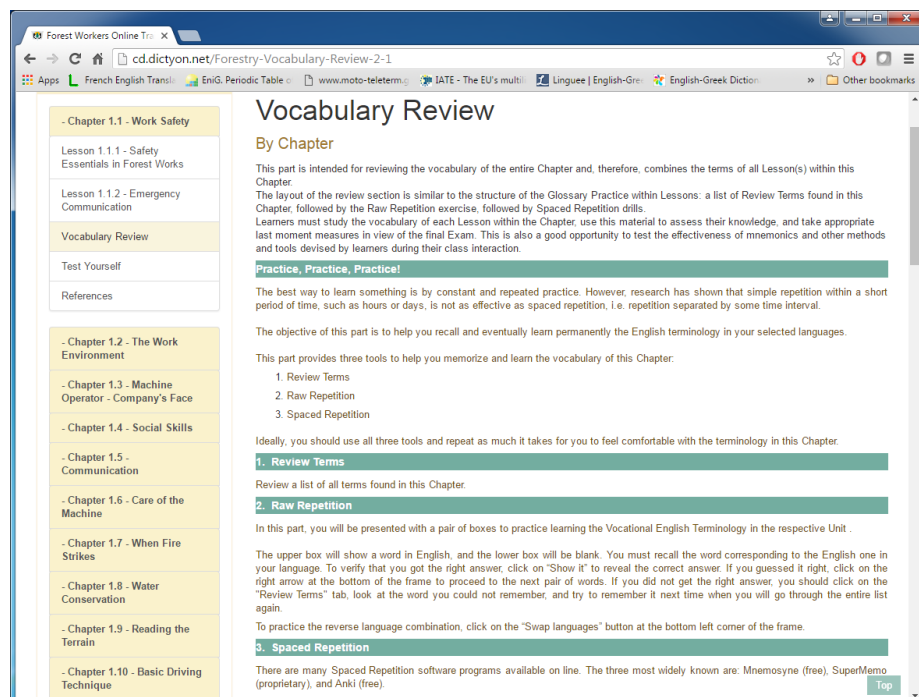 Forest Workers Online Tra
cd.dictyon.net/Forestry-Vocabulary-Review-2-1
Apps French English Transla EniG. Periodic Table o www.moto-teleterm.g IATE - The EU's multili Linguee | English-Gre English-Greek Diction » Other bookmarks
- Chapter 1.1 - Work Safety
Lesson 1.1.1 - Safety
Essentials in Forest Works
Lesson 1.1.2 - Emergency
Communication
Vocabulary Review
Test Yourself
References
- Chapter 1.2 - The Work
Environment
- Chapter 1.3 - Machine
Operator - Company's Face
- Chapter 1.4 - Social Skills
- Chapter 1.5 -
Communication
- Chapter 1.6 - Care of the
Machine
- Chapter 1.7 - When Fire
Strikes
- Chapter 1.8 - Water
Conservation
- Chapter 1.9 - Reading the
Terrain
- Chapter 1.10 - Basic Driving
Technique
Vocabulary Review
By Chapter
This part is intended for reviewing the vocabulary of the entire Chapter and, therefore, combines the terms of all Lesson(s) within this
Chapter.
The layout of the review section is similar to the structure of the Glossary Practice within Lessons: a list of Review Terms found in this
Chapter, followed by the Raw Repetition exercise, followed by Spaced Repetition drills.
Learners must study the vocabulary of each Lesson within the Chapter, use this material to assess their knowledge, and take appropriate
last moment measures in view of the final Exam. This is also a good opportunity to test the effectiveness of mnemonics and other methods
and tools devised by learners during their class interaction.
Practice, Practice, Practice!
The best way to learn something is by constant and repeated practice. However, research has shown that simple repetition within a short
period of time, such as hours or days, is not as effective as spaced repetition, i.e. repetition separated by some time interval.
The objective of this part is to help you recall and eventually learn permanently the English terminology in your selected languages.
This part provides three tools to help you memorize and learn the vocabulary of this Chapter:
1. Review Terms
2. Raw Repetition
3. Spaced Repetition
Ideally, you should use all three tools and repeat as much it takes for you to feel comfortable with the terminology in this Chapter.
1. Review Terms
Review a list of all terms found in this Chapter.
2. Raw Repetition
In this part, you will be presented with a pair of boxes to practice learning the Vocational English Terminology in the respective Unit .
The upper box will show a word in English, and the lower box will be blank. You must recall the word corresponding to the English one in
your language. To verify that you got the right answer, click on "Show it" to reveal the correct answer. If you guessed it right, click on the
right arrow at the bottom of the frame to proceed to the next pair of words. If you did not get the right answer, you should click on the
"Review Terms" tab, look at the word you could not remember, and try to remember it next time when you will go through the entire list
again.
To practice the reverse language combination, click on the "Swap languages" button at the bottom left corner of the frame.
3. Spaced Repetition
There are many Spaced Repetition software programs available on line. The three most widely known are: Mnemosyne (free), SuperMemo
(proprietary), and Anki (free).
Top